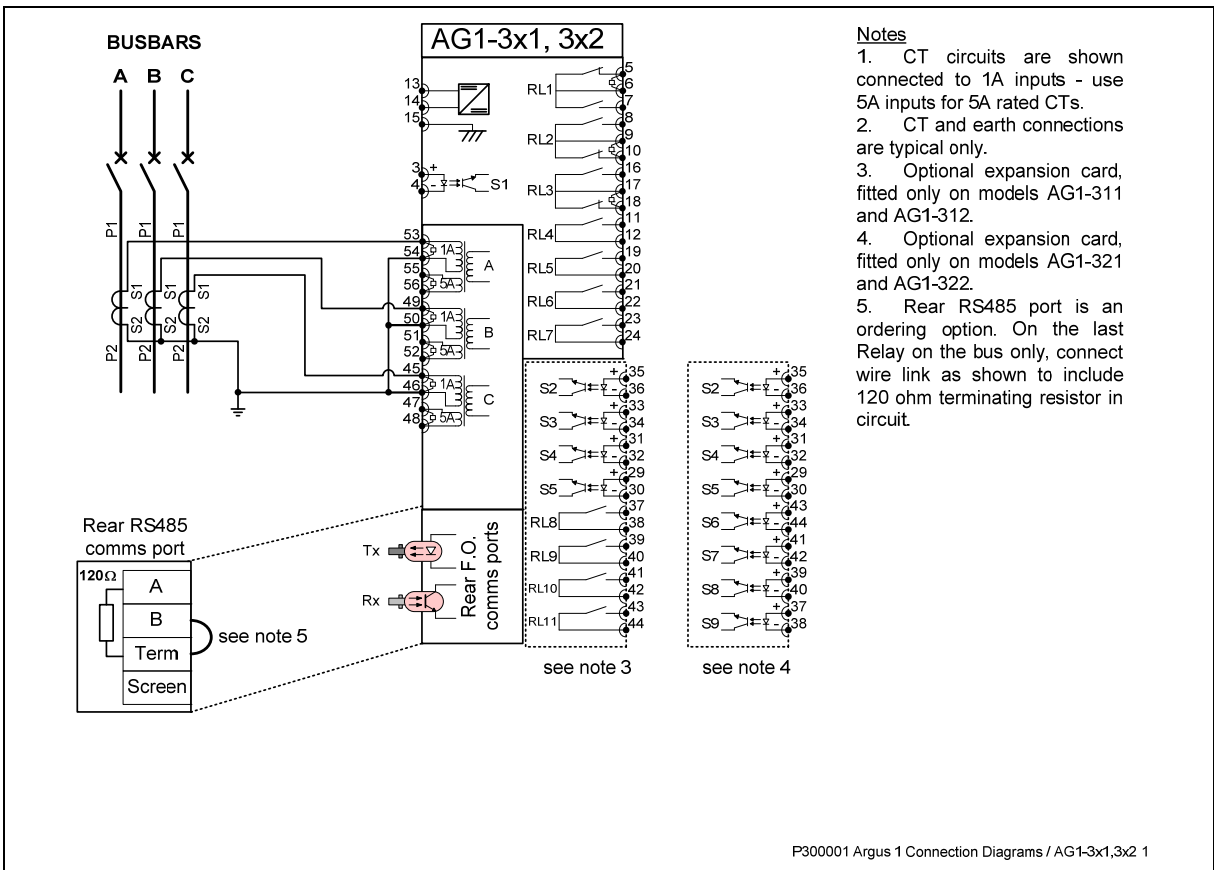 BUSBARS
A B C
AG1-3x1, 3x2
13
14
15
3 +
4 -
S1
P1 P1 P1
S1 S1 S1
S2 S2 S2
P2 P2 P2
53
54 1A
55 A
56 5A
49
50 1A
51 B
52 5A
45
46 1A
47 C
48 5A
RL1 5
6
7
RL2 8
9
10
RL3 16
17
18
RL4 11
12
RL5 19
20
RL6 21
22
RL7 23
24
S2 + 35
- 36
S3 + 33
- 34
S4 + 31
- 32
S5 + 29
- 30
RL8 37
38
RL9 39
40
RL10 41
42
RL11 43
44
see note 3
S2 + 35
- 36
S3 + 33
- 34
S4 + 31
- 32
S5 + 29
- 30
S6 + 43
- 44
S7 + 41
- 42
S8 + 39
- 40
S9 + 37
- 38
see note 4
Rear F.O.
comms ports
Tx
Rx
Rear RS485
comms port
120Ω
A
B
Term
Screen
see note 5
Notes
1. CT circuits are shown
connected to 1A inputs - use
5A inputs for 5A rated CTs.
2. CT and earth connections
are typical only.
3. Optional expansion card,
fitted only on models AG1-311
and AG1-312.
4. Optional expansion card,
fitted only on models AG1-321
and AG1-322.
5. Rear RS485 port is an
ordering option. On the last
Relay on the bus only, connect
wire link as shown to include
120 ohm terminating resistor in
circuit.
P300001 Argus 1 Connection Diagrams / AG1-3x1,3x2 1